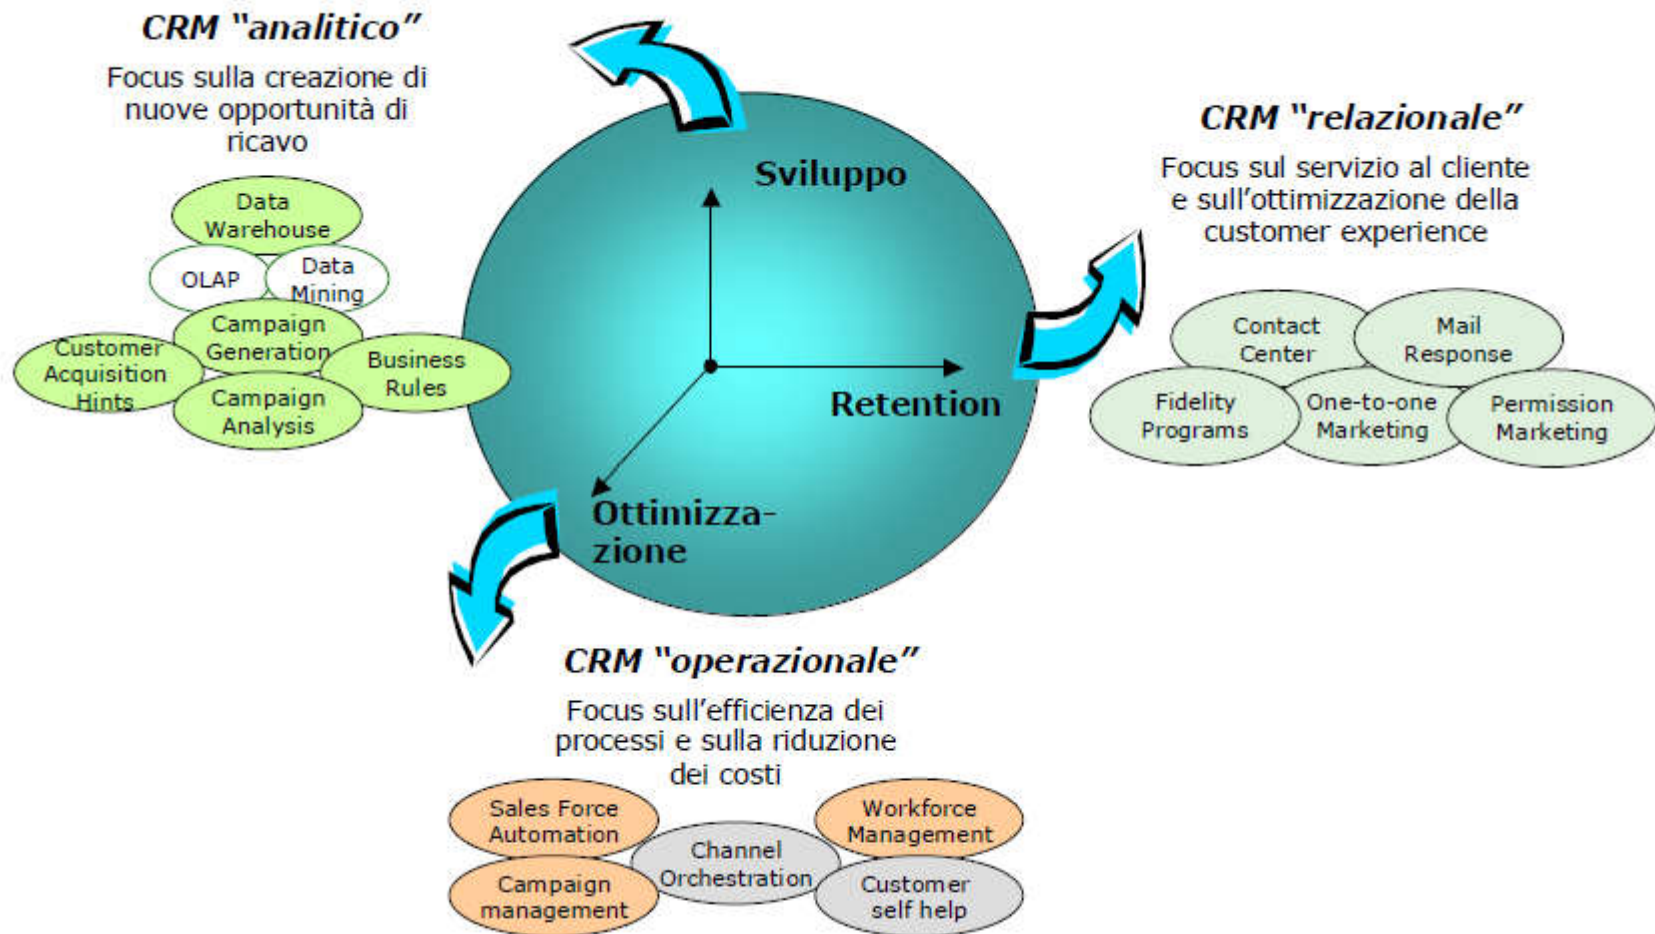 CRM “analitico”
Focus sulla creazione di
nuove opportunità di
ricavo
Data
Warehouse
OLAP
Data
Mining
Campaign
Generation
Customer
Acquisition
Hints
Business
Rules
Campaign
Analysis
Sviluppo
Retention
Ottimizza-
zione
CRM “relazionale”
Focus sul servizio al cliente
e sull’ottimizzazione della
customer experience
Contact
Center
Mail
Response
Fidelity
Programs
One-to-one
Marketing
Permission
Marketing
CRM “operazionale”
Focus sull’efficienza dei
processi e sulla riduzione
dei costi
Sales Force
Automation
Workforce
Management
Channel
Orchestration
Campaign
management
Customer
self help